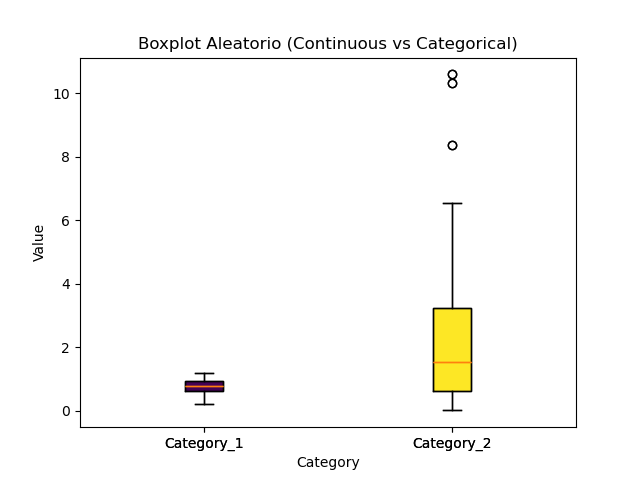 Boxplot Aleatorio (Continuous vs Categorical)
10
8
6
4
2
0
Value
Category_1
Category_2
Category